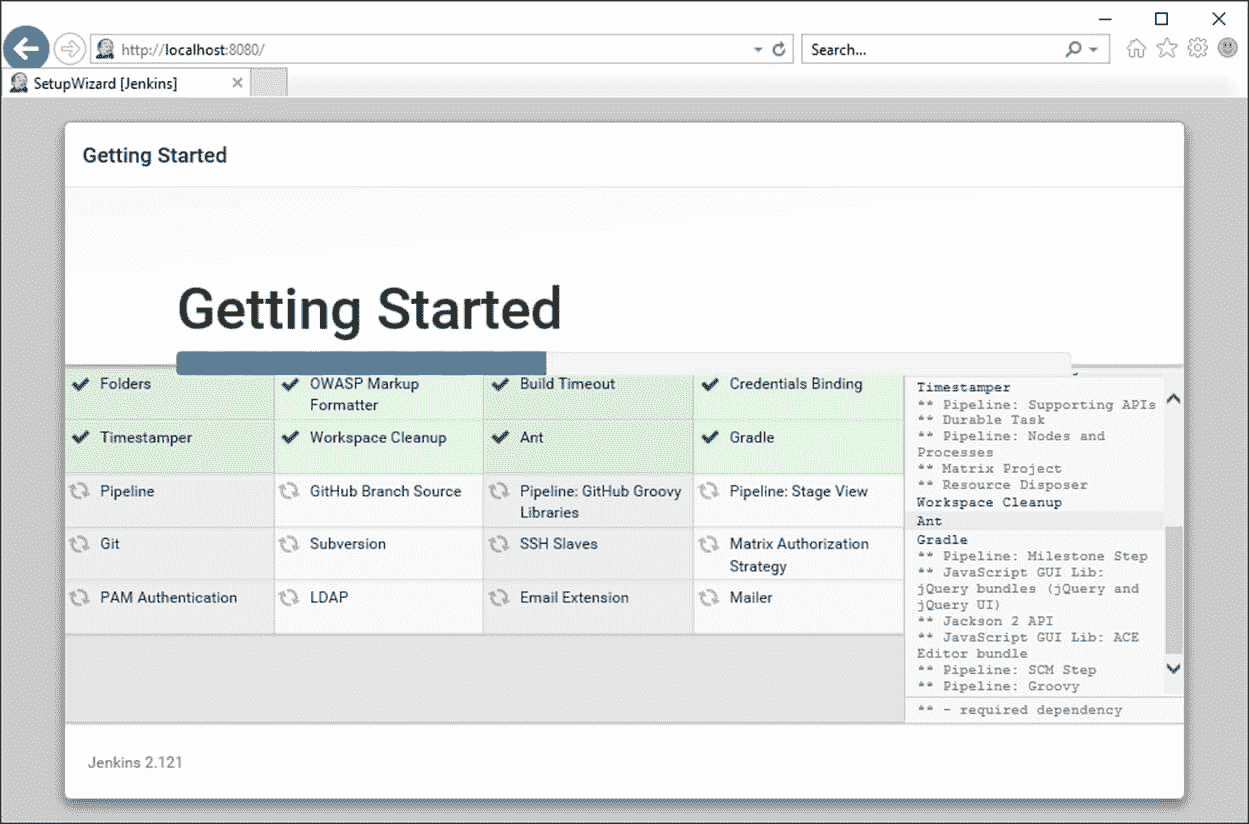 http://localhost:8080/
Search...
SetupWizard [Jenkins]
Getting Started
Getting Started
Folders
OWASP Markup
Formatter
Build Timeout
Credentials Binding
Timestamper
Workspace Cleanup
Ant
Gradle
Pipeline
GitHub Branch Source
Pipeline: GitHub Groovy
Libraries
Pipeline: Stage View
Git
Subversion
SSH Slaves
Matrix Authorization
Strategy
PAM Authentication
LDAP
Email Extension
Mailer
Timestamper
** Pipeline: Supporting APIs
** Durable Task
** Pipeline: Nodes and
Processes
** Matrix Project
** Resource Disposer
Workspace Cleanup
Ant
Gradle
** Pipeline: Milestone Step
** JavaScript GUI Lib:
jQuery bundles (jQuery and
jQuery UI)
** Jackson 2 API
** JavaScript GUI Lib: ACE
Editor bundle
** Pipeline: SCM Step
** Pipeline: Groovy
** - required dependency
Jenkins 2.121